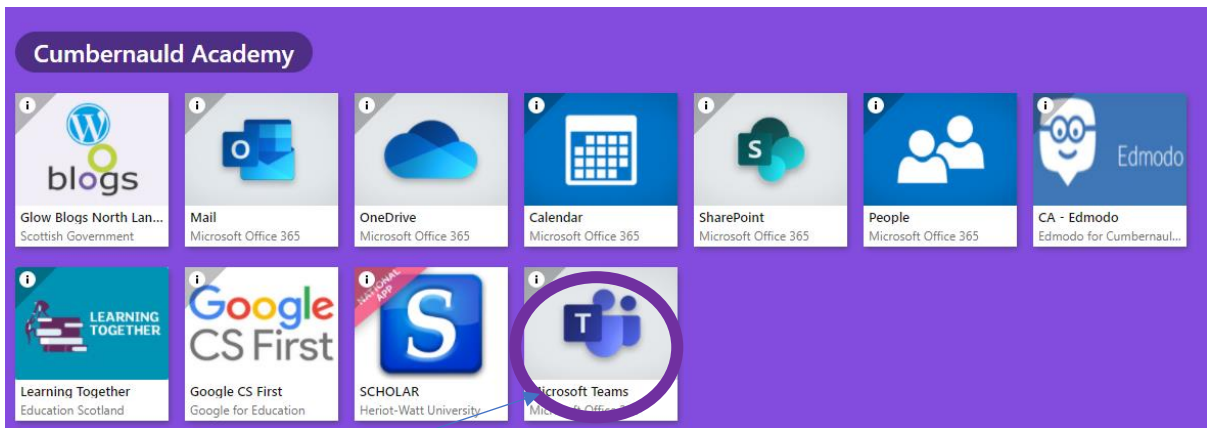 Cumbernauld Academy
blogs
Edmodo
Glow Blogs North Lan...
Mail
OneDrive
Calendar
SharePoint
People
CA - Edmodo
Scottish Government
Microsoft Office 365
Microsoft Office 365
Microsoft Office 365
Microsoft Office 365
Microsoft Office 365
Edmodo for Cumbernaul...
LEARNING
TOGETHER
Google
CS First
NATIONAL
APP
S
T
Learning Together
Google CS First
SCHOLAR
Microsoft Teams
Education Scotland
Google for Education
Heriot-Watt University
Microsoft Office